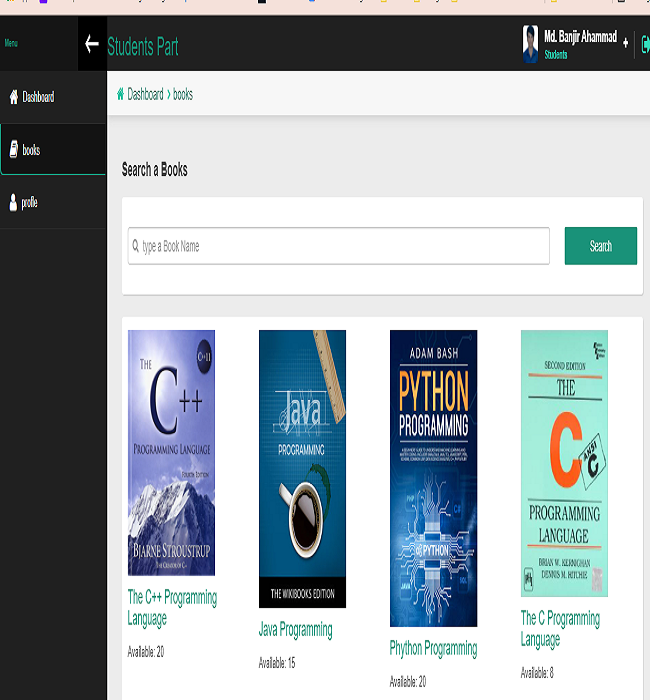 Menu
Students Part
Md. Banjir Ahammad
Students
Dashboard
books
profile
Dashboard > books
Search a Books
type a Book Name
Search
THE
C++
C++11
PROGRAMMING LANGUAGE
FOURTH EDITION
BJARNE STROUSTRUP
THE CREATOR OF C++
The C++ Programming
Language
Available: 20
Java
PROGRAMMING
THE WIKIBOOKS EDITION
Java Programming
Available: 15
ADAM BASH
PYTHON
PROGRAMMING
PYTHON
Phython Programming
Available: 20
SECOND EDITION
THE
C
ANSI C
PROGRAMMING
LANGUAGE
BRIAN W. KERNIGHAN
DENNIS M. RITCHIE
The C Programming
Language
Available: 8